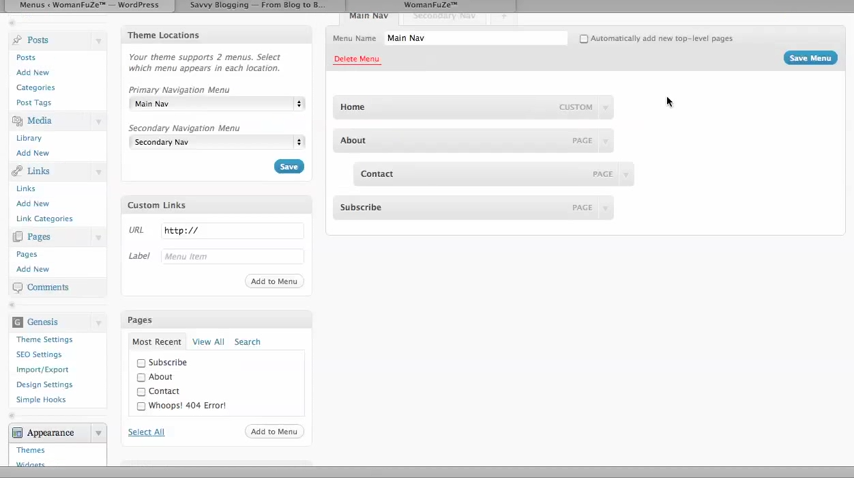 Menus ‹ WomanFuZe™ — WordPress
Savvy Blogging — From Blog to B...
WomanFuZe™
Posts
Posts
Add New
Categories
Post Tags
Media
Library
Add New
Links
Links
Add New
Link Categories
Pages
Pages
Add New
Comments
Genesis
Theme Settings
SEO Settings
Import/Export
Design Settings
Simple Hooks
Appearance
Themes
Widgets
Theme Locations
Your theme supports 2 menus. Select
which menu appears in each location.
Primary Navigation Menu
Main Nav
Secondary Navigation Menu
Secondary Nav
Save
Custom Links
URL http://
Label Menu Item
Add to Menu
Pages
Most Recent View All Search
Subscribe
About
Contact
Whoops! 404 Error!
Select All Add to Menu
Main Nav Secondary Nav +
Menu Name Main Nav Automatically add new top-level pages
Delete Menu Save Menu
Home CUSTOM
About PAGE
Contact PAGE
Subscribe PAGE